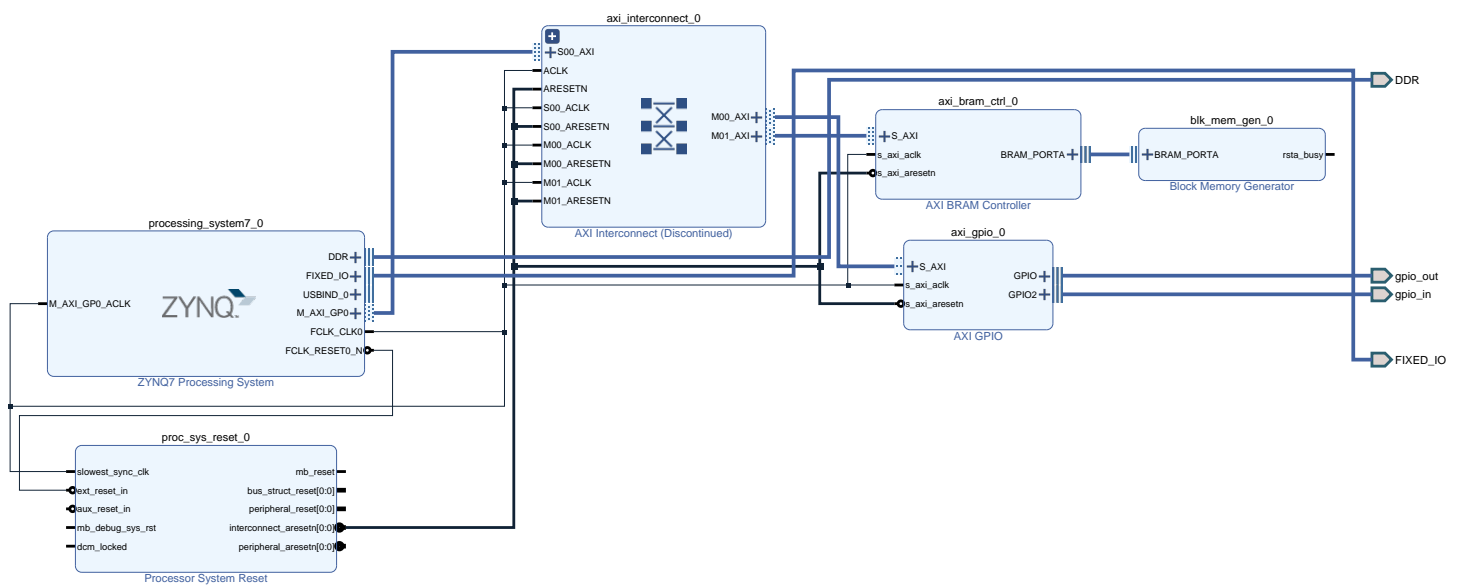 axi_interconnect_0
S00_AXI
ACLK
ARESETN
S00_ACLK
S00_ARESETN
M00_ACLK
M00_ARESETN
M01_ACLK
M01_ARESETN
M00_AXI
M01_AXI
AXI Interconnect (Discontinued)
DDR
axi_bram_ctrl_0
S_AXI
s_axi_aclk
s_axi_aresetn
BRAM_PORTA
AXI BRAM Controller
blk_mem_gen_0
BRAM_PORTA
rsta_busy
Block Memory Generator
processing_system7_0
M_AXI_GP0_ACLK
ZYNQ
DDR
FIXED_IO
USBIND_0
M_AXI_GP0
FCLK_CLK0
FCLK_RESET0_N
ZYNQ7 Processing System
axi_gpio_0
S_AXI
s_axi_aclk
s_axi_aresetn
GPIO
GPIO2
AXI GPIO
gpio_out
gpio_in
FIXED_IO
proc_sys_reset_0
slowest_sync_clk
ext_reset_in
aux_reset_in
mb_debug_sys_rst
dcm_locked
mb_reset
bus_struct_reset[0:0]
peripheral_reset[0:0]
interconnect_aresetn[0:0]
peripheral_aresetn[0:0]
Processor System Reset